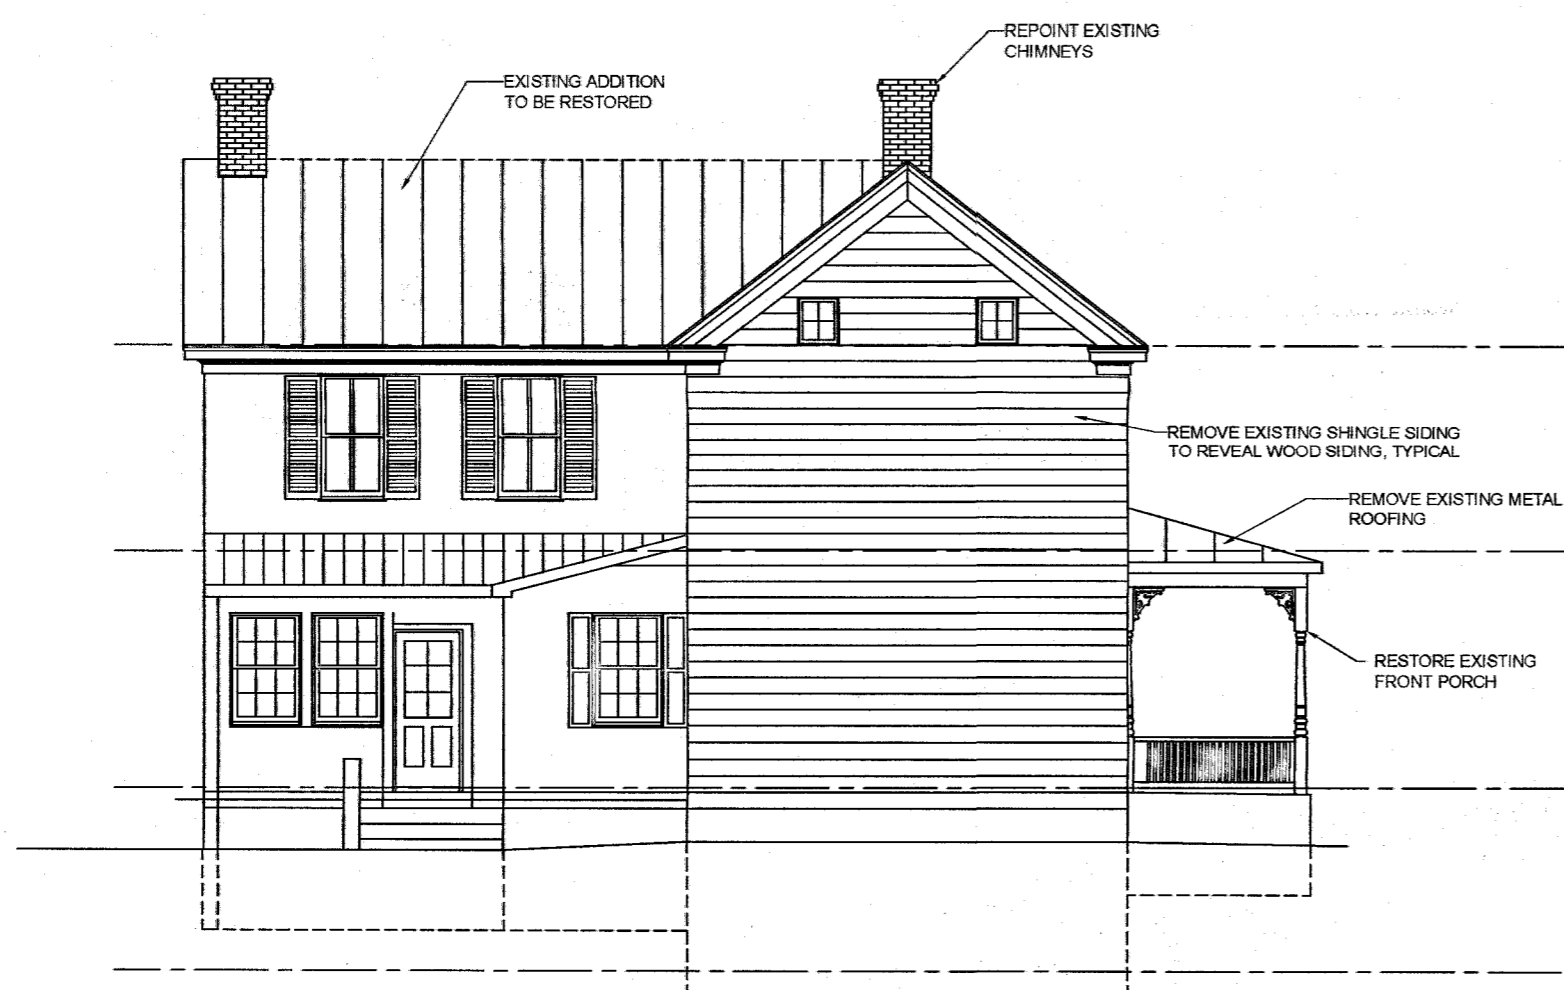 REPOINT EXISTING
CHIMNEYS
EXISTING ADDITION
TO BE RESTORED
REMOVE EXISTING SHINGLE SIDING
TO REVEAL WOOD SIDING, TYPICAL
REMOVE EXISTING METAL
ROOFING
RESTORE EXISTING
FRONT PORCH